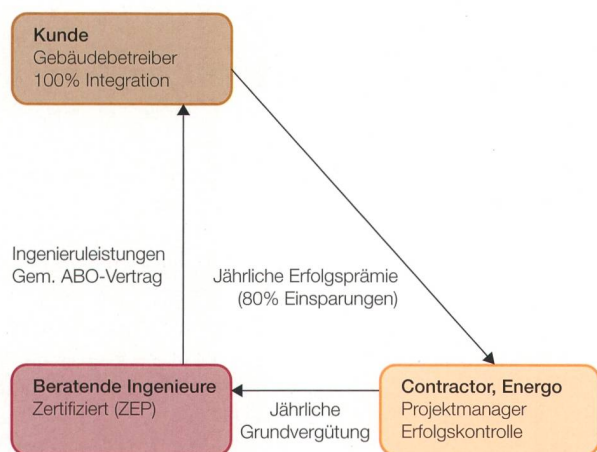 Kunde
Gebäudebetreiber
100% Integration
Ingenieruleistungen
Gem. ABO-Vertrag
Jährliche Erfolgsprämie
(80% Einsparungen)
Beratende Ingenieure
Zertifiziert (ZEP)
Jährliche
Grundvergütung
Contractor, Energo
Projektmanager
Erfolgskontrolle